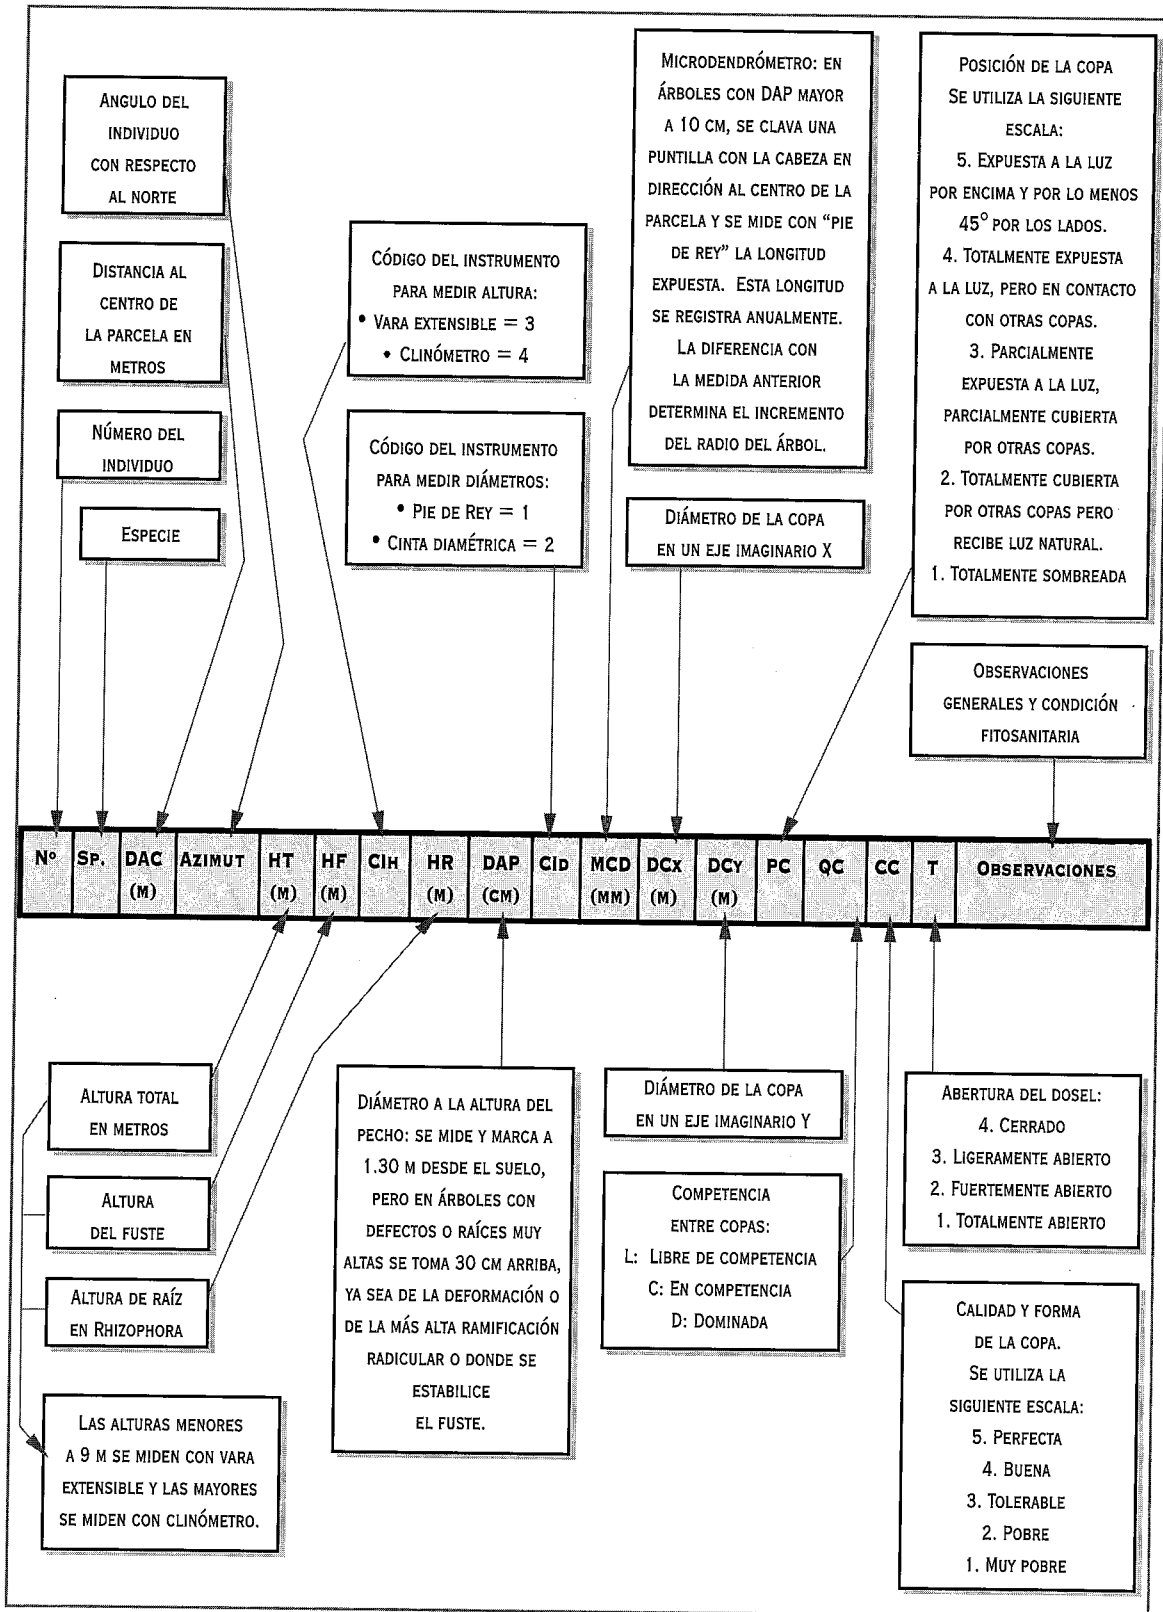 ANGULO DEL
INDIVIDUO
CON RESPECTO
AL NORTE
DISTANCIA AL
CENTRO DE
LA PARCELA EN
METROS
NÚMERO DEL
INDIVIDUO
ESPECIE
CÓDIGO DEL INSTRUMENTO
PARA MEDIR ALTURA:
• VARA EXTENSIBLE = 3
• CLINÓMETRO = 4
CÓDIGO DEL INSTRUMENTO
PARA MEDIR DIÁMETROS:
• PIE DE REY = 1
• CINTA DIAMÉTRICA = 2
MICRODENDRÓMETRO: EN
ÁRBOLES CON DAP MAYOR
A 10 CM, SE CLAVA UNA
PUNTILLA CON LA CABEZA EN
DIRECCIÓN AL CENTRO DE LA
PARCELA Y SE MIDE CON "PIE
DE REY" LA LONGITUD
EXPUESTA. ESTA LONGITUD
SE REGISTRA ANUALMENTE.
LA DIFERENCIA CON
LA MEDIDA ANTERIOR
DETERMINA EL INCREMENTO
DEL RADIO DEL ÁRBOL.
DIÁMETRO DE LA COPA
EN UN EJE IMAGINARIO X
POSICIÓN DE LA COPA
SE UTILIZA LA SIGUIENTE
ESCALA:
5. EXPUESTA A LA LUZ
POR ENCIMA Y POR LO MENOS
45° POR LOS LADOS.
4. TOTALMENTE EXPUESTA
A LA LUZ, PERO EN CONTACTO
CON OTRAS COPAS.
3. PARCIALMENTE
EXPUESTA A LA LUZ,
PARCIALMENTE CUBIERTA
POR OTRAS COPAS.
2. TOTALMENTE CUBIERTA
POR OTRAS COPAS PERO
RECIBE LUZ NATURAL.
1. TOTALMENTE SOMBREADA
OBSERVACIONES
GENERALES Y CONDICIÓN
FITOSANITARIA
Nº SP. DAC AZIMUT HT HF CIH HR DAP CID MCD DCX DCY PC QC CC T OBSERVACIONES
(M) (M) (M) (M) (CM) (MM) (M) (M)
ALTURA TOTAL
EN METROS
ALTURA
DEL FUSTE
ALTURA DE RAÍZ
EN RHIZOPHORA
LAS ALTURAS MENORES
A 9 M SE MIDEN CON VARA
EXTENSIBLE Y LAS MAYORES
SE MIDEN CON CLINÓMETRO.
DIÁMETRO A LA ALTURA DEL
PECHO: SE MIDE Y MARCA A
1.30 M DESDE EL SUELO,
PERO EN ÁRBOLES CON
DEFECTOS O RAÍCES MUY
ALTAS SE TOMA 30 CM ARRIBA,
YA SEA DE LA DEFORMACIÓN O
DE LA MÁS ALTA RAMIFICACIÓN
RADICULAR O DONDE SE
ESTABILICE
EL FUSTE.
DIÁMETRO DE LA COPA
EN UN EJE IMAGINARIO Y
COMPETENCIA
ENTRE COPAS:
L: LIBRE DE COMPETENCIA
C: EN COMPETENCIA
D: DOMINADA
ABERTURA DEL DOSEL:
4. CERRADO
3. LIGERAMENTE ABIERTO
2. FUERTEMENTE ABIERTO
1. TOTALMENTE ABIERTO
CALIDAD Y FORMA
DE LA COPA.
SE UTILIZA LA
SIGUIENTE ESCALA:
5. PERFECTA
4. BUENA
3. TOLERABLE
2. POBRE
1. MUY POBRE